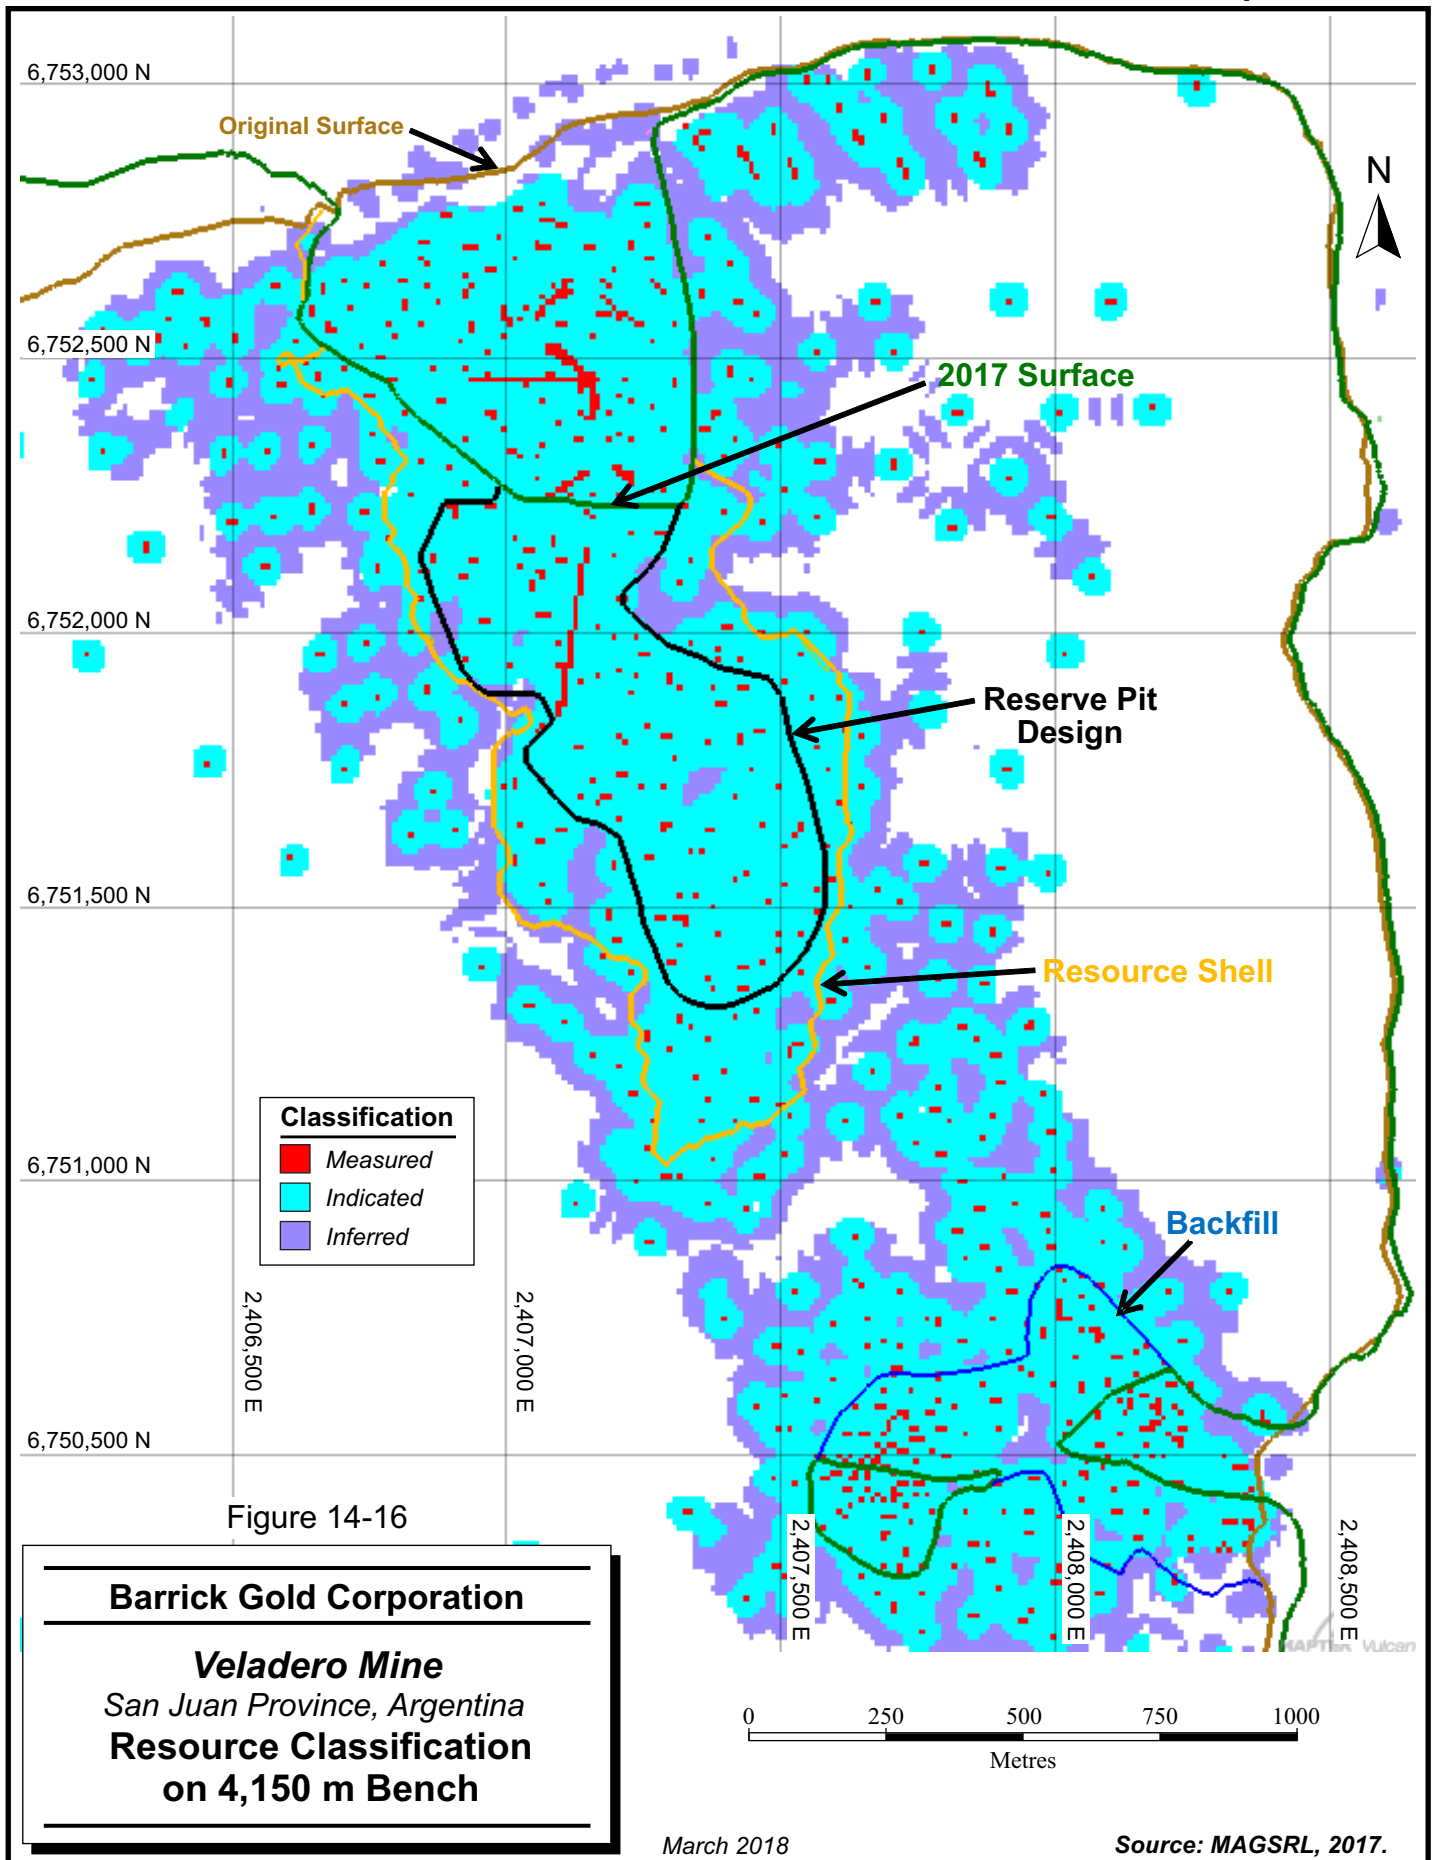 6,753,000 N
Original Surface
N
6,752,500 N
2017 Surface
6,752,000 N
Reserve Pit
Design
6,751,500 N
Resource Shell
Classification
Measured
Indicated
Inferred
6,751,000 N
Backfill
2,406,500 E
2,407,000 E
6,750,500 N
2,407,500 E
2,408,000 E
2,408,500 E
Figure 14-16
Barrick Gold Corporation
Veladero Mine
San Juan Province, Argentina
Resource Classification
on 4,150 m Bench
Vulcan
0 250 500 750 1000
Metres
March 2018
Source: MAGSRL, 2017.